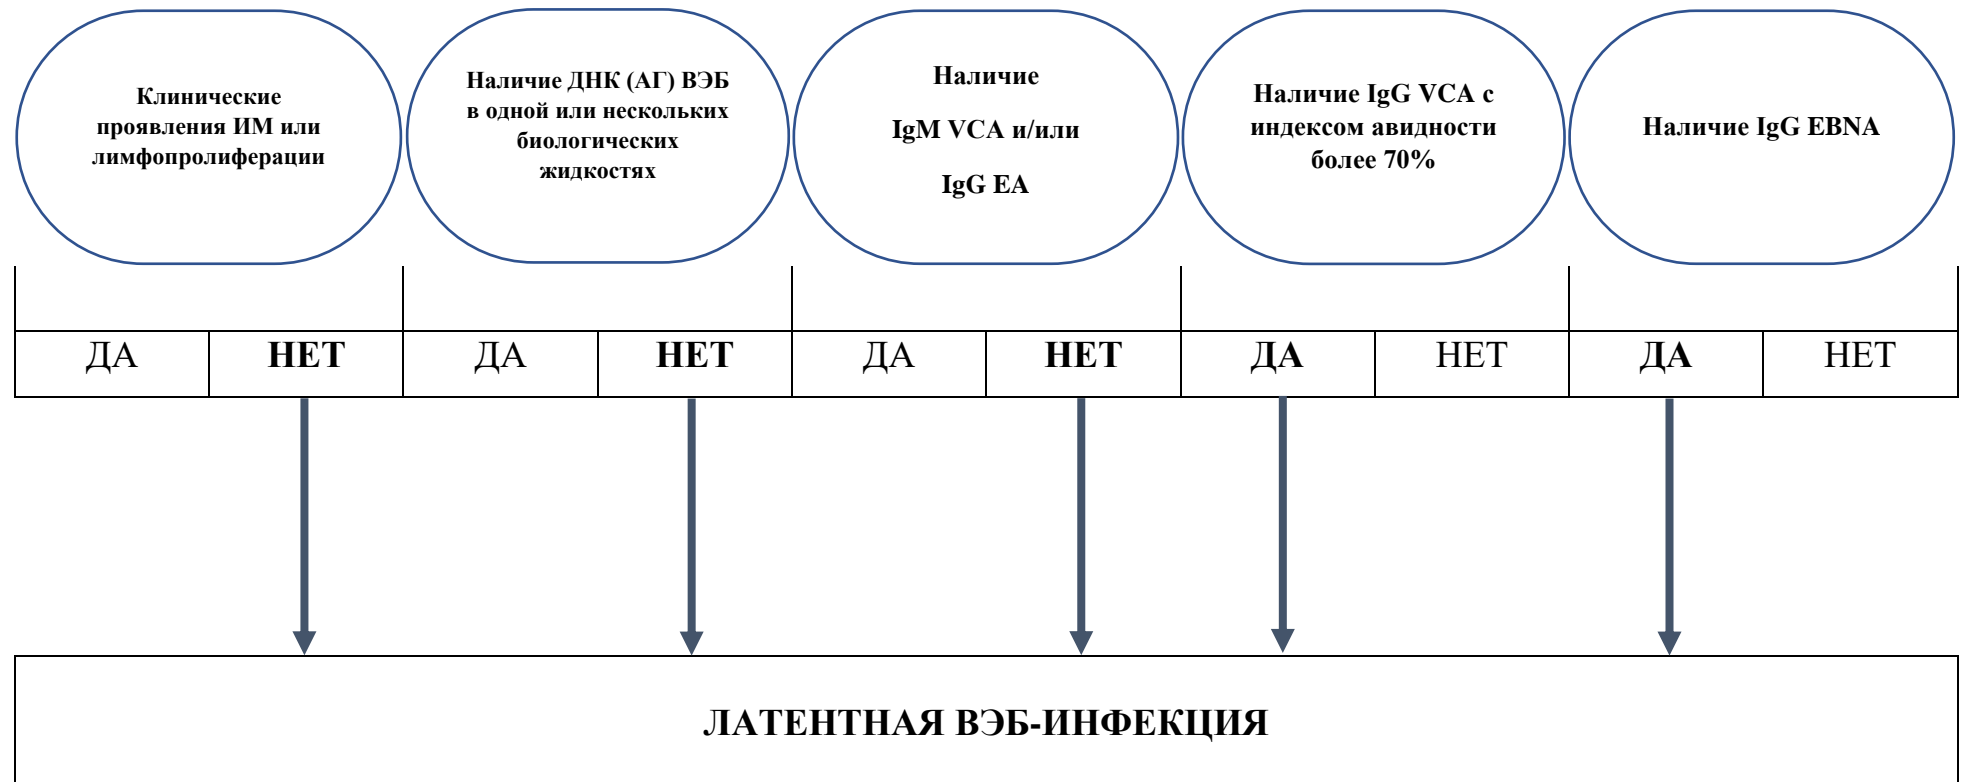 Клинические
проявления ИМ или
лимфопролиферации
Наличие ДНК (АГ) ВЭБ
в одной или нескольких
биологических
жидкостях
Наличие
IgM VCA и/или
IgG EA
Наличие IgG VCA с
индексом авидности
более 70%
Наличие IgG EBNA
ДА НЕТ ДА НЕТ ДА НЕТ ДА НЕТ ДА НЕТ
ЛАТЕНТНАЯ ВЭБ-ИНФЕКЦИЯ